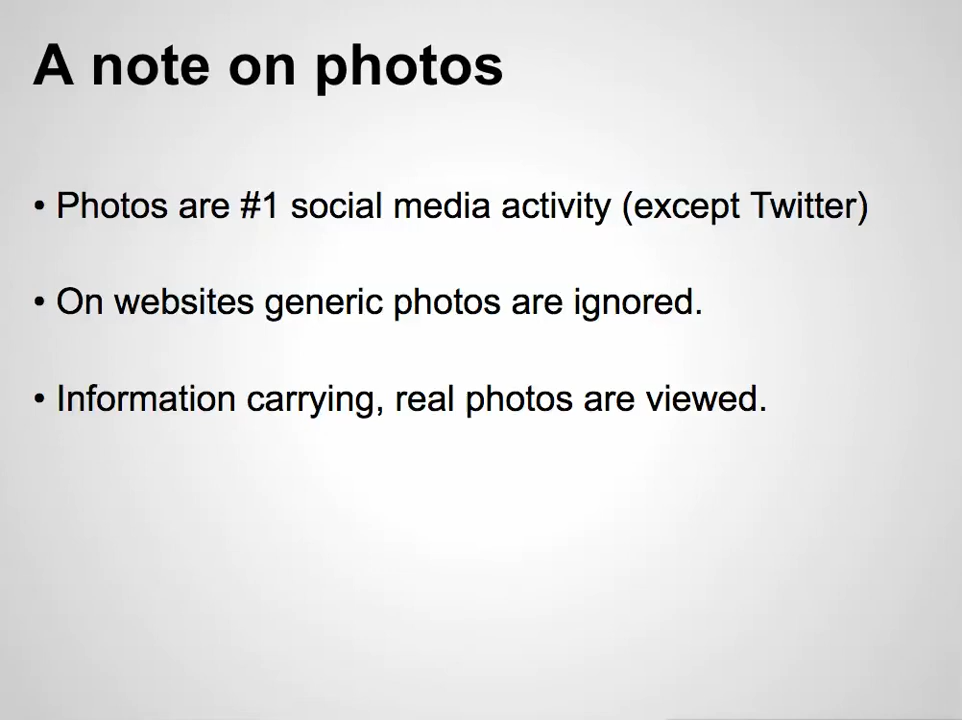 A note on photos
• Photos are #1 social media activity (except Twitter)
• On websites generic photos are ignored.
• Information carrying, real photos are viewed.